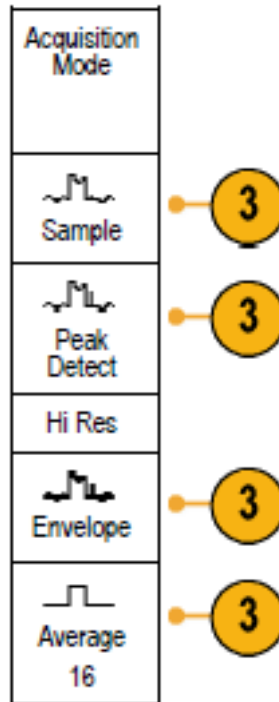 Acquisition
Mode
Sample
3
Peak
Detect
3
Hi Res
Envelope
3
Average
16
3